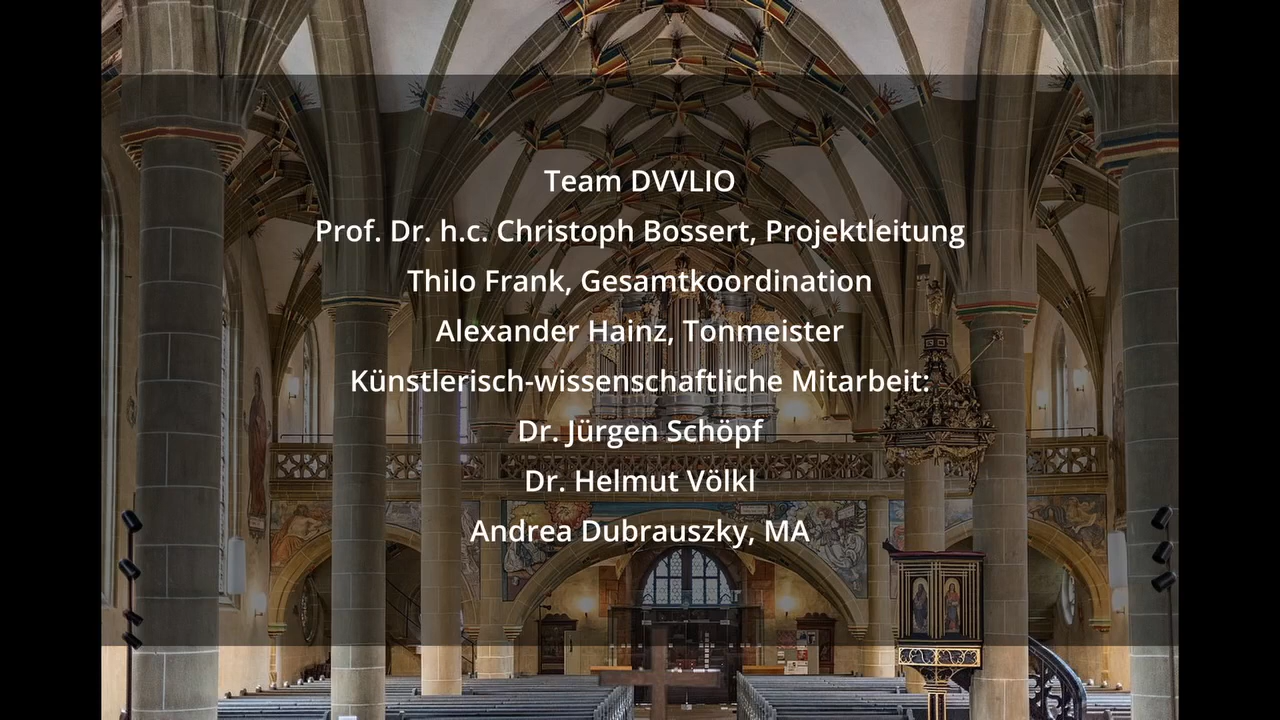 Team DVVLIO
Prof. Dr. h.c. Christoph Bossert, Projektleitung
Thilo Frank, Gesamtkoordination
Alexander Hainz, Tonmeister
Künstlerisch-wissenschaftliche Mitarbeit:
Dr. Jürgen Schöpf
Dr. Helmut Völkl
Andrea Dubrauszky, MA